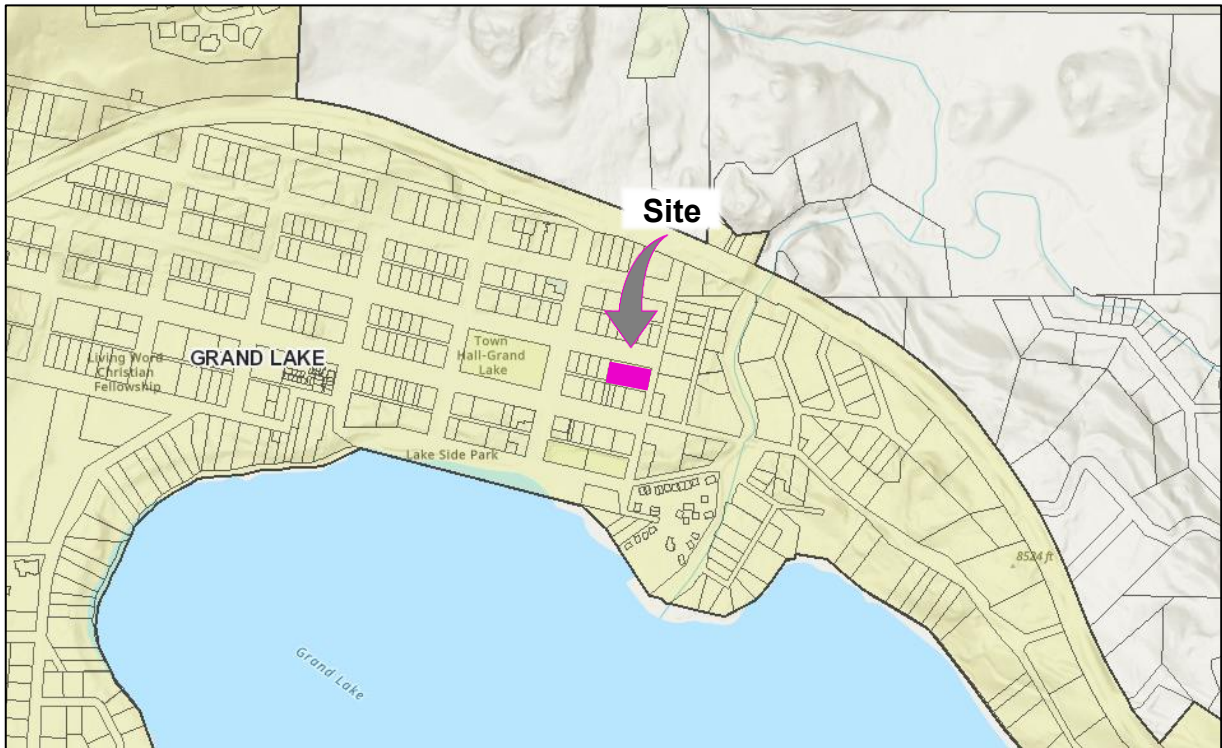 Site
Town
Hall-Grand
Lake
Living Word
Christian
Fellowship
GRAND LAKE
Lake Side Park
8524 ft
Grand Lake